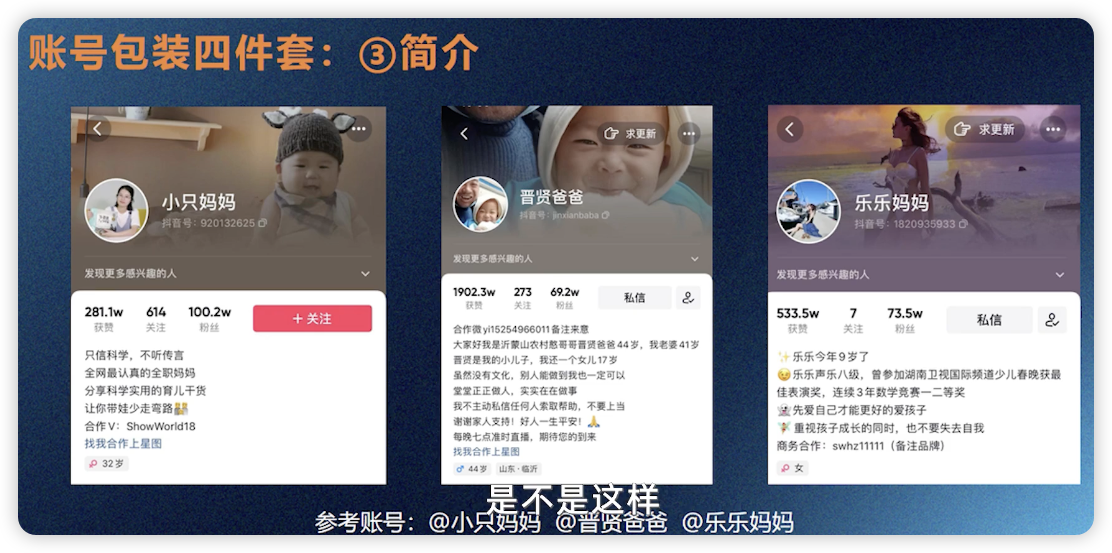 账号包装四件套：③简介
小只妈妈
抖音号：920132625
发现更多感兴趣的人
281.1w 614 100.2w
获赞 关注 粉丝
+ 关注
只信科学，不听传言
全网最认真的全职妈妈
分享科学实用的育儿干货
让你带娃少走弯路👯
合作V：ShowWorld18
找我合作上星图
32岁
求更新
晋贤爸爸
抖音号：jinxianbaba
发现更多感兴趣的人
1902.3w 273 69.2w
获赞 关注 粉丝
私信
合作微yi15254966011备注来意
大家好我是沂蒙山农村憨哥哥晋贤爸爸44岁，我老婆41岁
晋贤是我的小儿子，我还一个女儿17岁
虽然没有文化，别人能做到我也一定可以
堂堂正正做人，实实在在做事
我不主动私信任何人索取帮助，不要上当
谢谢家人支持！好人一生平安！🙏
每晚七点准时直播，期待您的到来
找我合作上星图
♂ 44岁 山东·临沂
求更新
乐乐妈妈
抖音号：1820935933
发现更多感兴趣的人
533.5w 7 73.5w
获赞 关注 粉丝
私信
✨乐乐今年9岁了
😉乐乐声乐八级，曾参加湖南卫视国际频道少儿春晚获最
佳表演奖，连续3年数学竞赛一二等奖
先爱自己才能更好的爱孩子
重视孩子成长的同时，也不要失去自我
商务合作：swhz11111（备注品牌）
女
是不是这样
参考账号：@小只妈妈 @晋贤爸爸 @乐乐妈妈